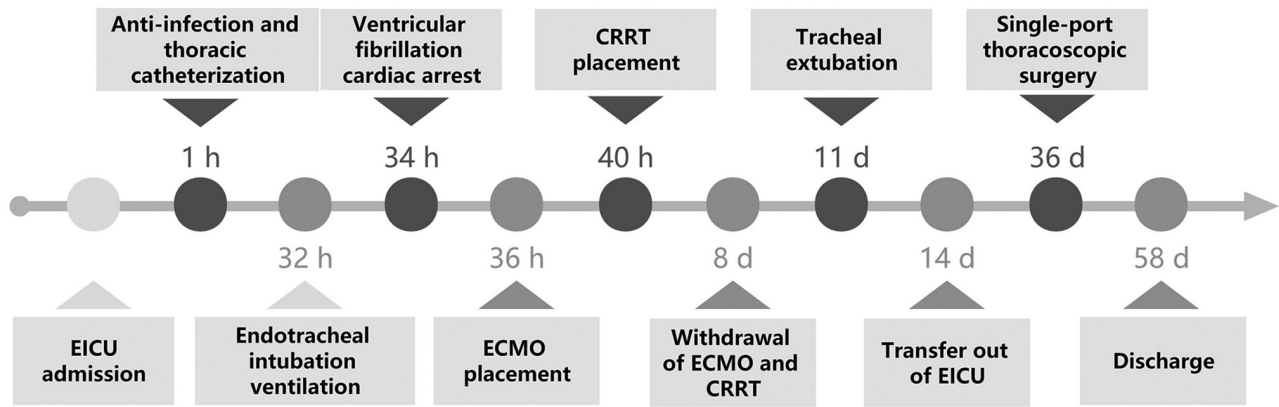 Anti-infection and
thoracic
catheterization
Ventricular
fibrillation
cardiac arrest
CRRT
placement
Tracheal
extubation
Single-port
thoracoscopic
surgery
1 h
34 h
40 h
11 d
36 d
32 h
36 h
8 d
14 d
58 d
EICU
admission
Endotracheal
intubation
ventilation
ECMO
placement
Withdrawal
of ECMO and
CRRT
Transfer out
of EICU
Discharge